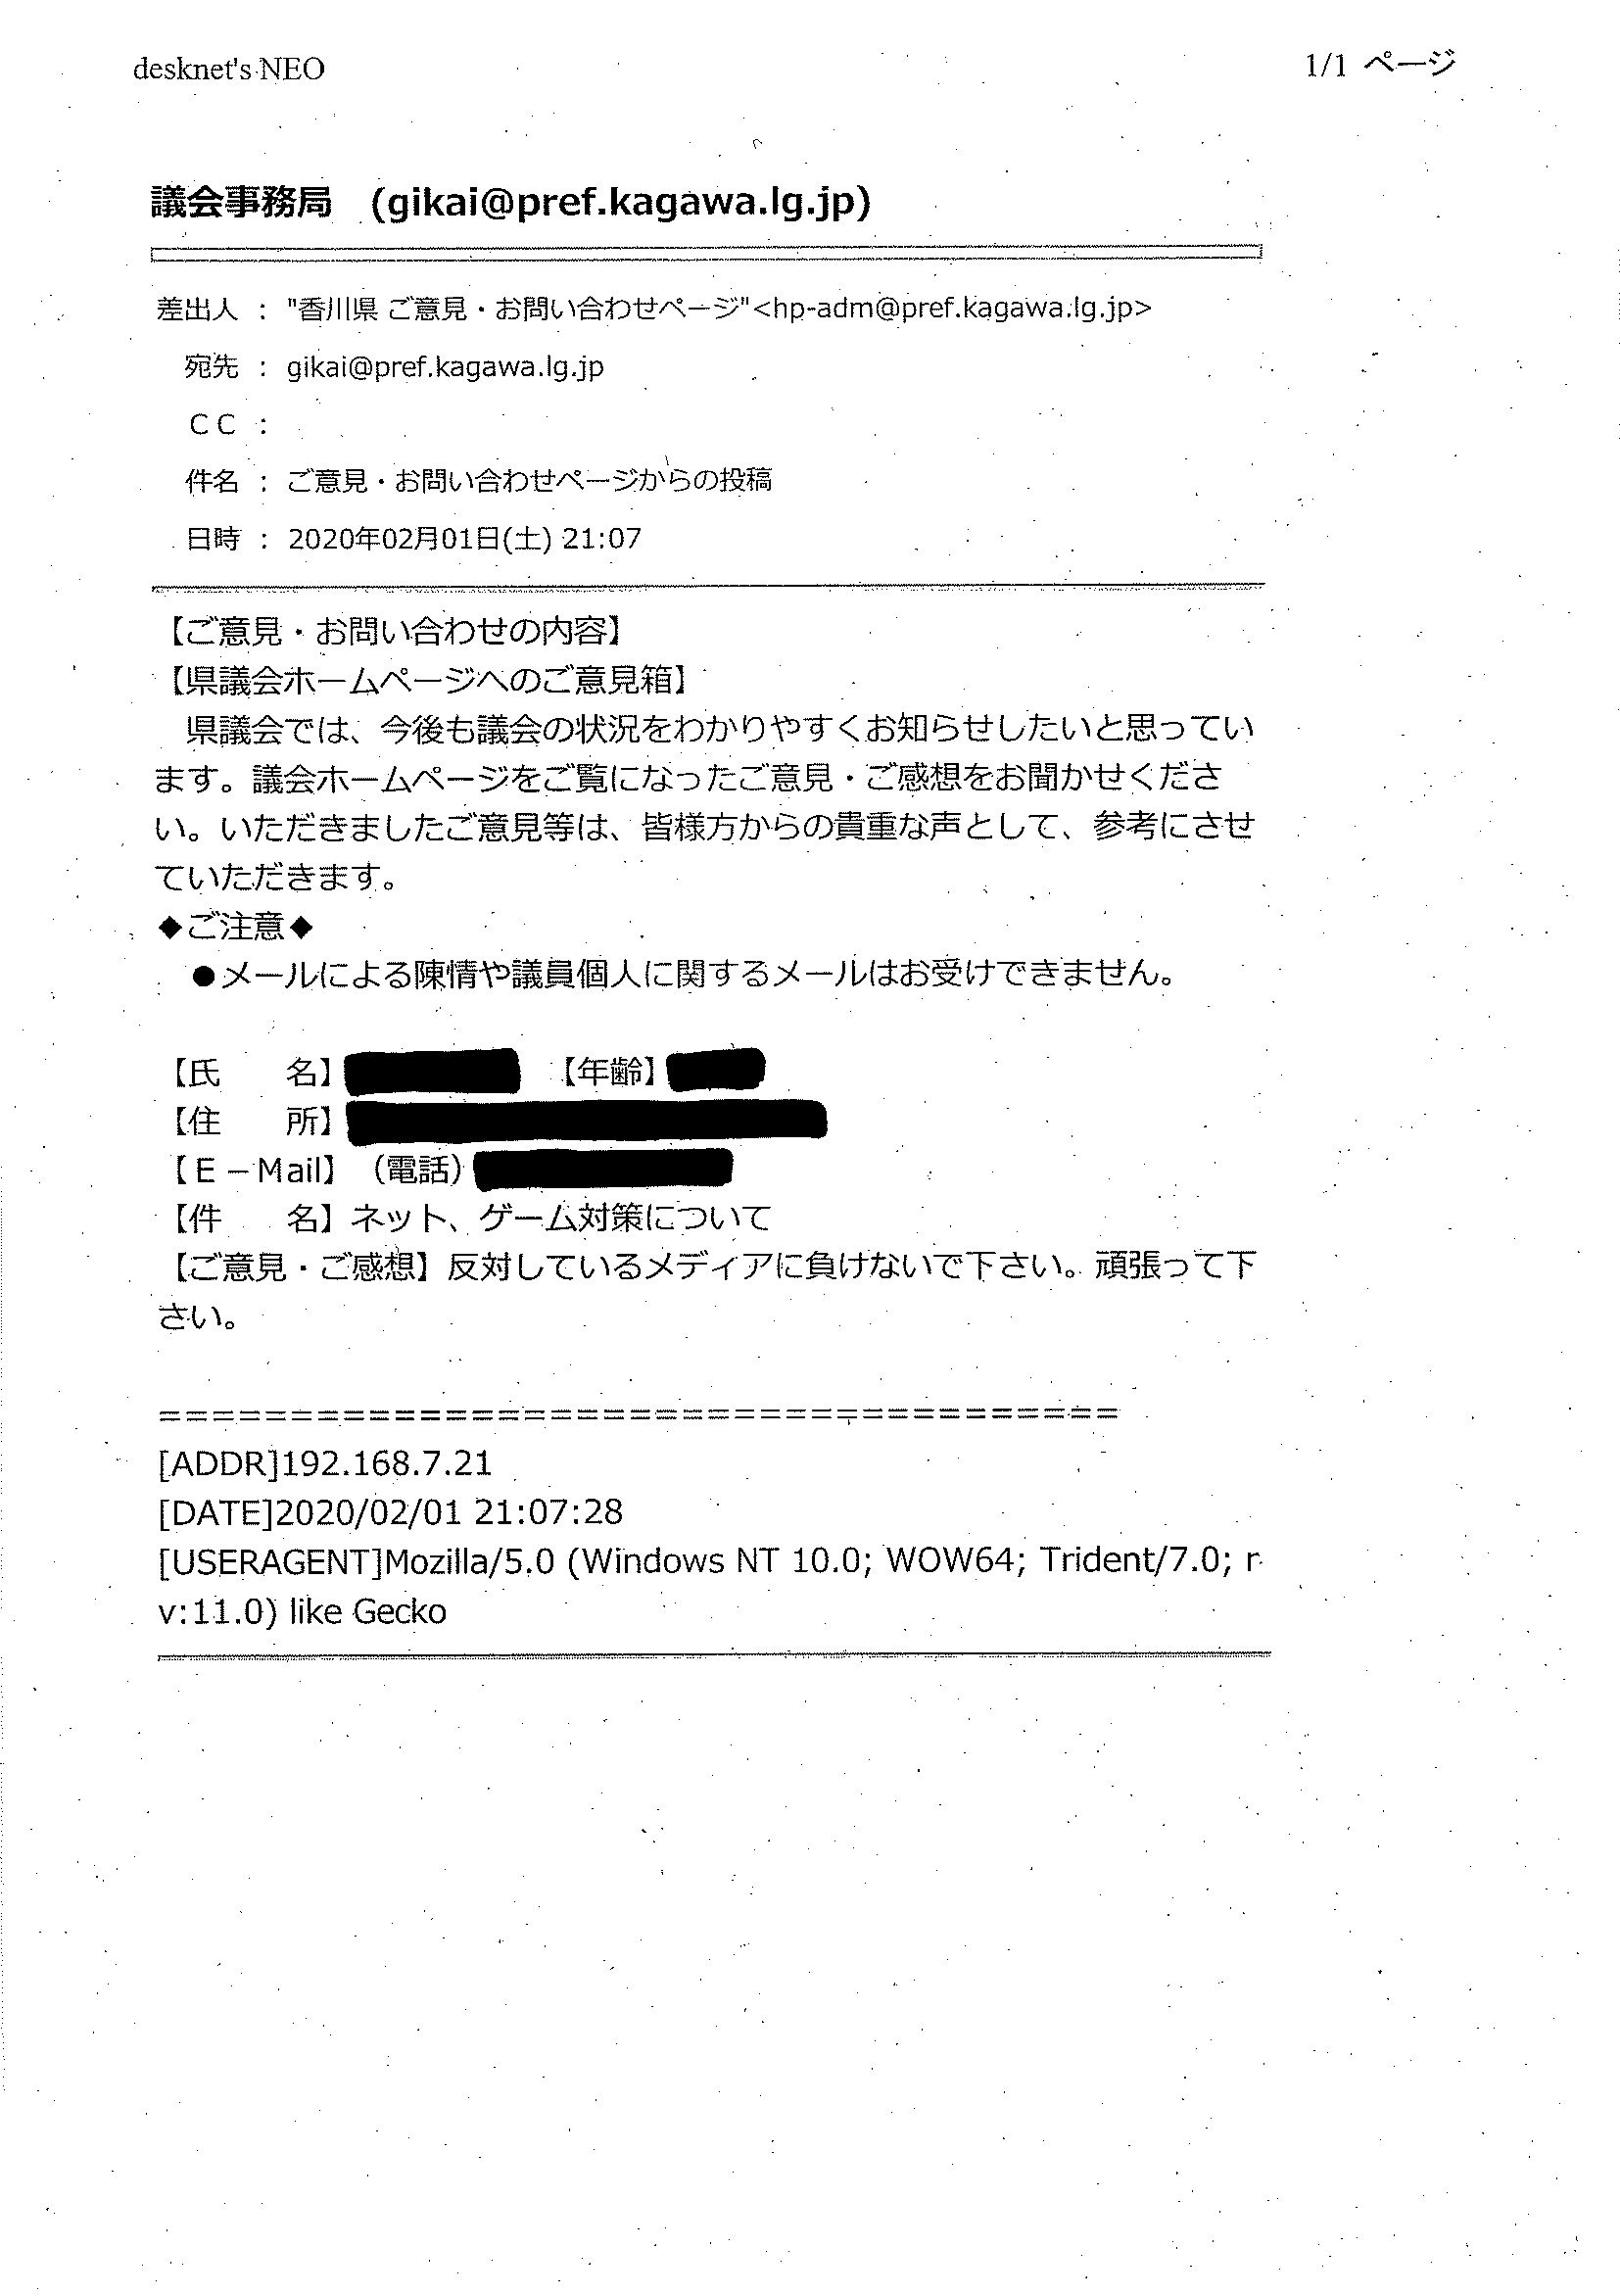 desknet's NEO
1/1 ページ
議会事務局 (gikai@pref.kagawa.lg.jp)
差出人 : "香川県 ご意見・お問い合わせページ"<hp-adm@pref.kagawa.lg.jp>
宛先 : gikai@pref.kagawa.lg.jp
CC :
件名 : ご意見・お問い合わせページからの投稿
日時 : 2020年02月01日(土) 21:07
【ご意見・お問い合わせの内容】
【県議会ホームページへのご意見箱】
県議会では、今後も議会の状況をわかりやすくお知らせしたいと思ってい
ます。議会ホームページをご覧になったご意見・ご感想をお聞かせくださ
い。いただきましたご意見等は、皆様方からの貴重な声として、参考にさせ
ていただきます。
◆ご注意◆
●メールによる陳情や議員個人に関するメールはお受けできません。
【氏　　名】 【年齢】
【住　　所】
【E－Mail】（電話）
【件　　名】ネット、ゲーム対策について
【ご意見・ご感想】反対しているメディアに負けないで下さい。頑張って下
さい。
=====================================
[ADDR]192.168.7.21
[DATE]2020/02/01 21:07:28
[USERAGENT]Mozilla/5.0 (Windows NT 10.0; WOW64; Trident/7.0; r
v:11.0) like Gecko